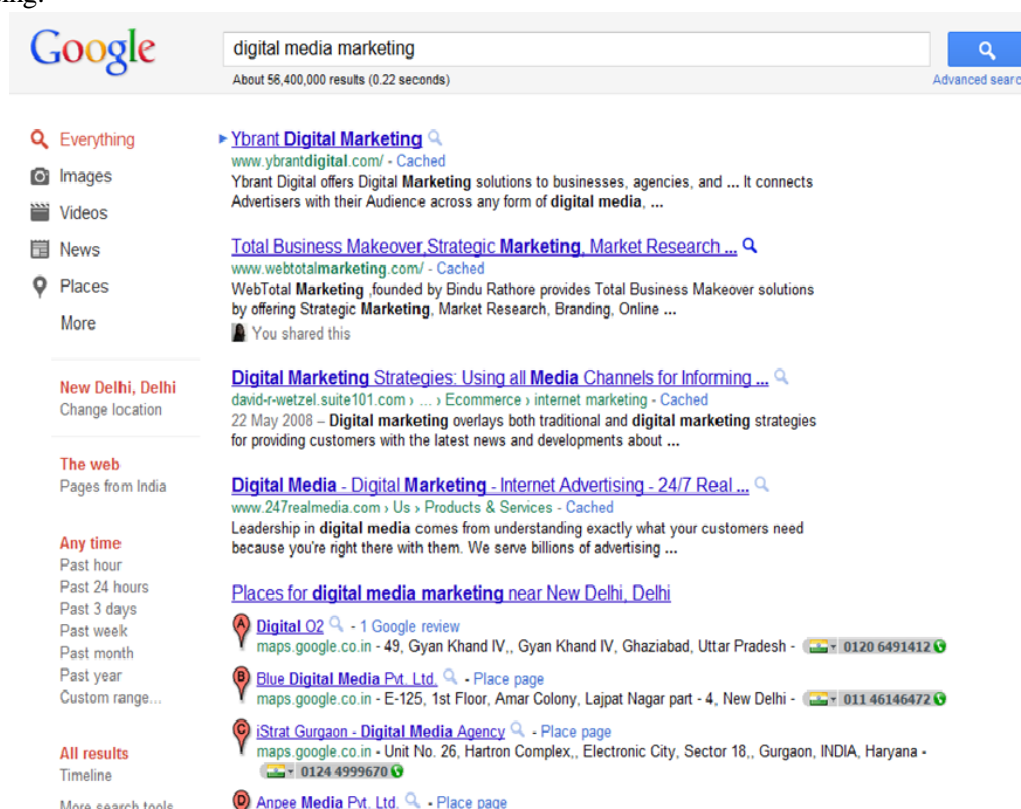 Google
digital media marketing
About 56,400,000 results (0.22 seconds)
Advanced searc
Everything
Images
Videos
News
Places
More
New Delhi, Delhi
Change location
The web
Pages from India
Any time
Past hour
Past 24 hours
Past 3 days
Past week
Past month
Past year
Custom range...
All results
Timeline
More search tools
Ybrant Digital Marketing
www.ybrantdigital.com/ - Cached
Ybrant Digital offers Digital Marketing solutions to businesses, agencies, and ... It connects
Advertisers with their Audience across any form of digital media, ...
Total Business Makeover,Strategic Marketing, Market Research ...
www.webtotalmarketing.com/ - Cached
WebTotal Marketing ,founded by Bindu Rathore provides Total Business Makeover solutions
by offering Strategic Marketing, Market Research, Branding, Online ...
You shared this
Digital Marketing Strategies: Using all Media Channels for Informing ...
david-r-wetzel.suite101.com › ... › Ecommerce › internet marketing - Cached
22 May 2008 – Digital marketing overlays both traditional and digital marketing strategies
for providing customers with the latest news and developments about ...
Digital Media - Digital Marketing - Internet Advertising - 24/7 Real ...
www.247realmedia.com › Us › Products & Services - Cached
Leadership in digital media comes from understanding exactly what your customers need
because you're right there with them. We serve billions of advertising ...
Places for digital media marketing near New Delhi, Delhi
A Digital O2 - 1 Google review
maps.google.co.in - 49, Gyan Khand IV,, Gyan Khand IV, Ghaziabad, Uttar Pradesh - 0120 6491412
B Blue Digital Media Pvt. Ltd. - Place page
maps.google.co.in - E-125, 1st Floor, Amar Colony, Lajpat Nagar part - 4, New Delhi - 011 46146472
C iStrat Gurgaon - Digital Media Agency - Place page
maps.google.co.in - Unit No. 26, Hartron Complex,, Electronic City, Sector 18,, Gurgaon, INDIA, Haryana -
0124 4999670
D Anpee Media Pvt. Ltd. - Place page